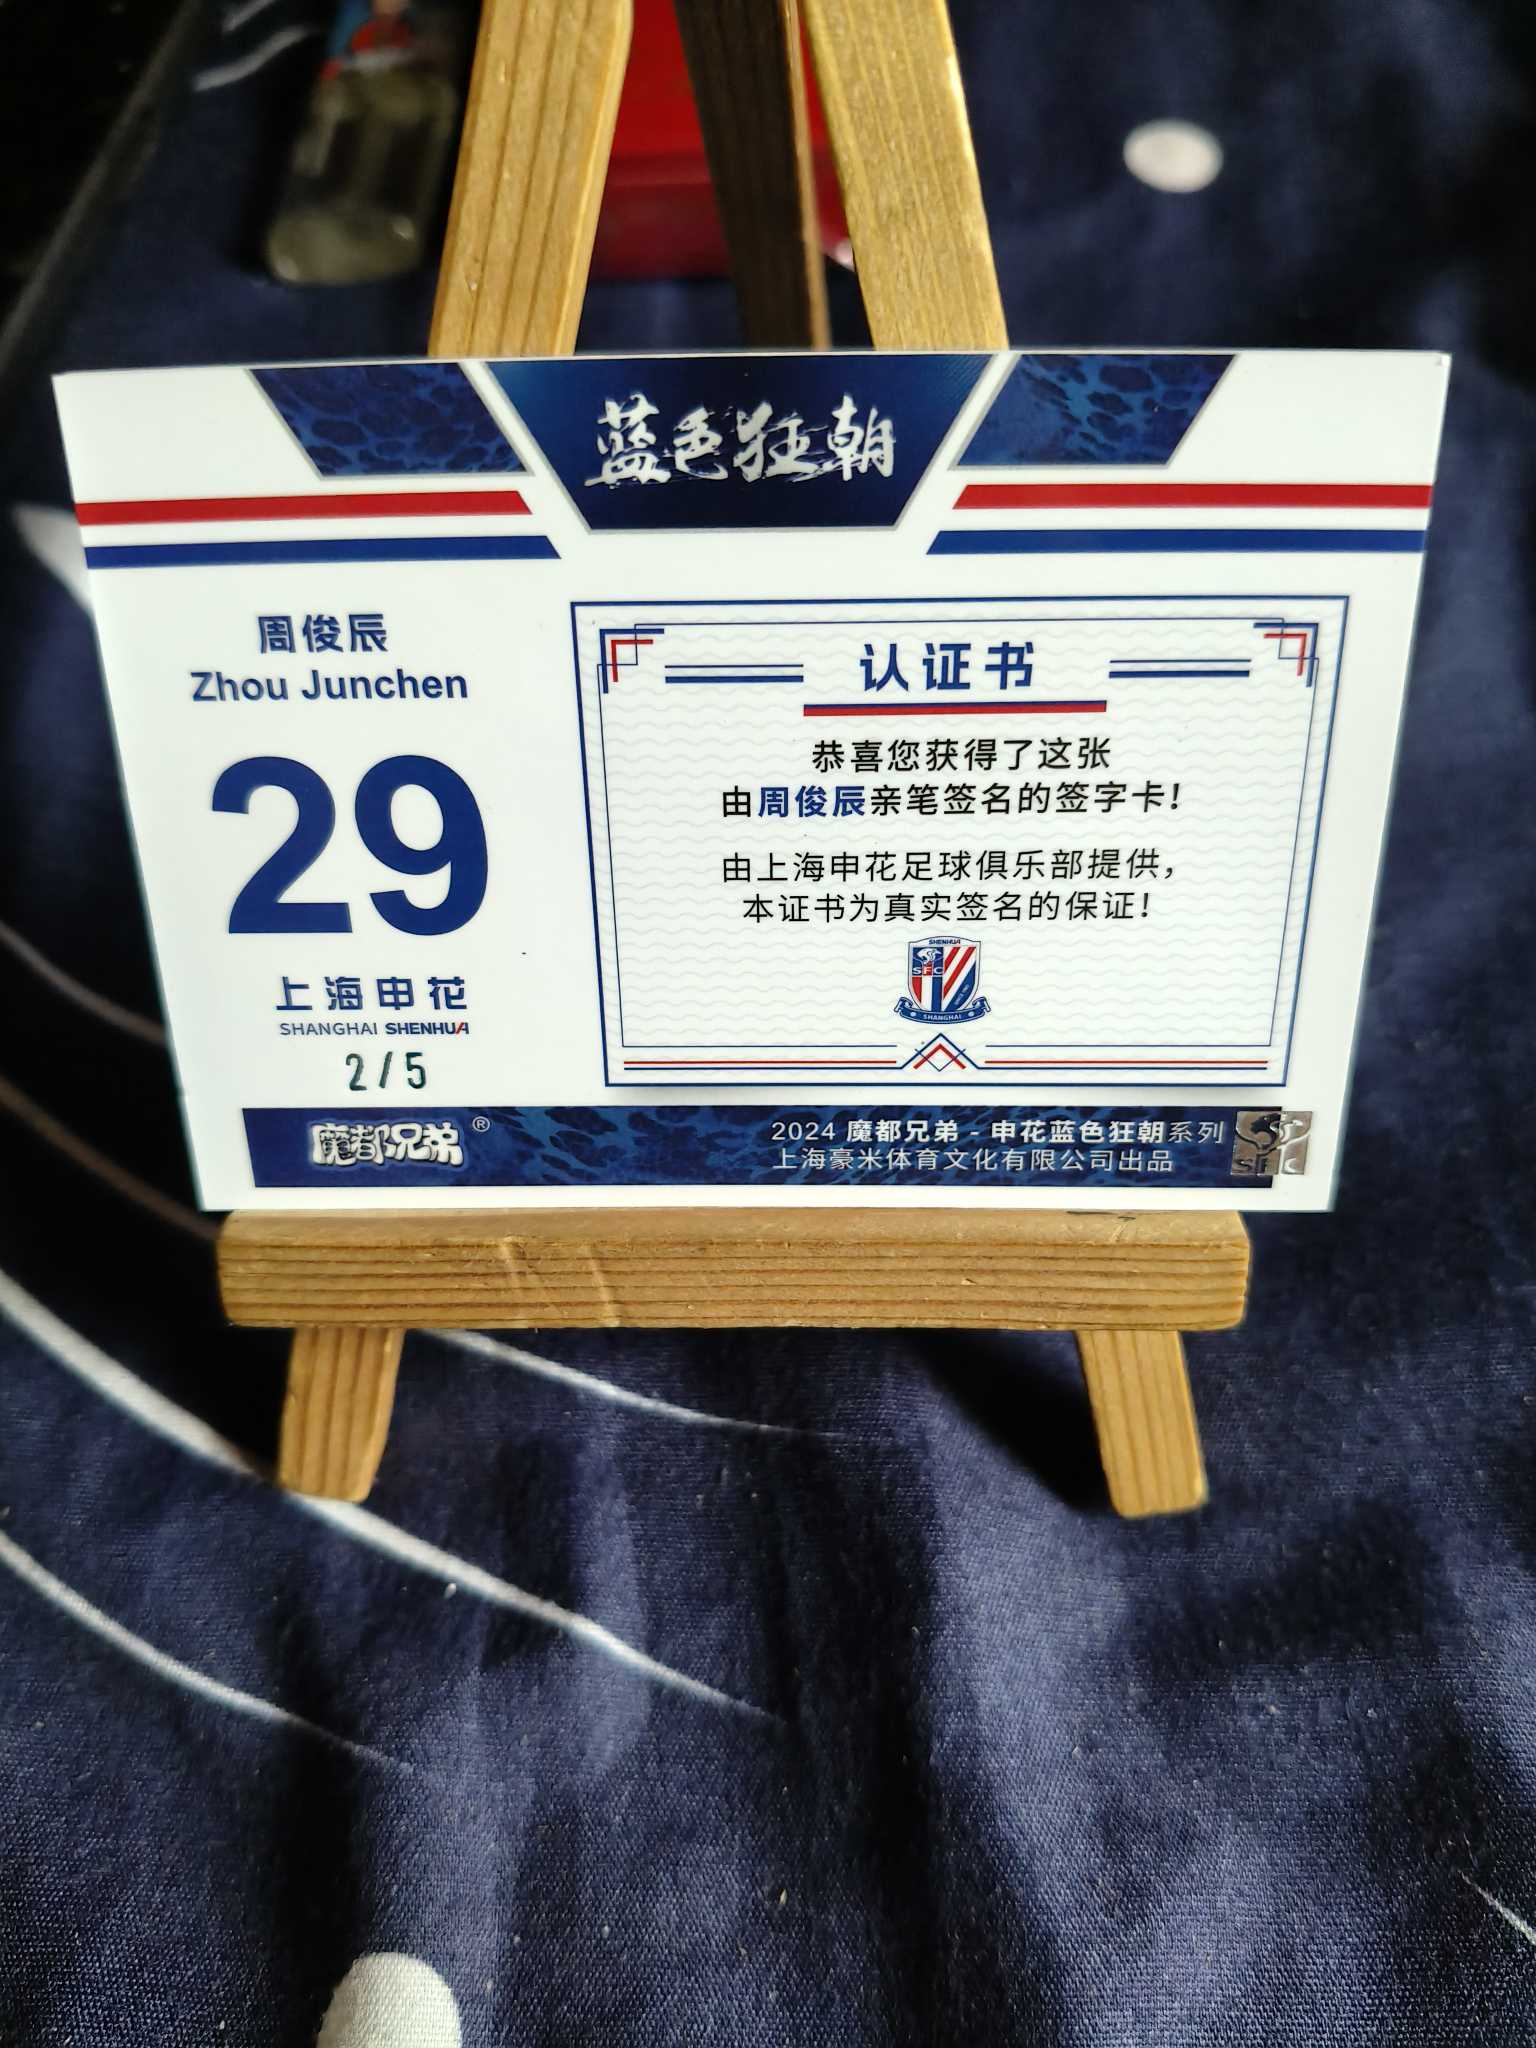 蓝色狂朝
周俊辰
Zhou Junchen
29
上海申花
SHANGHAI SHENHUA
2/5
认证书
恭喜您获得了这张
由周俊辰亲笔签名的签字卡！
由上海申花足球俱乐部提供，
本证书为真实签名的保证！
SHENHUA
SFC
SHANGHAI
魔都兄弟®
2024 魔都兄弟 - 申花蓝色狂朝系列
上海豪米体育文化有限公司出品
SFC